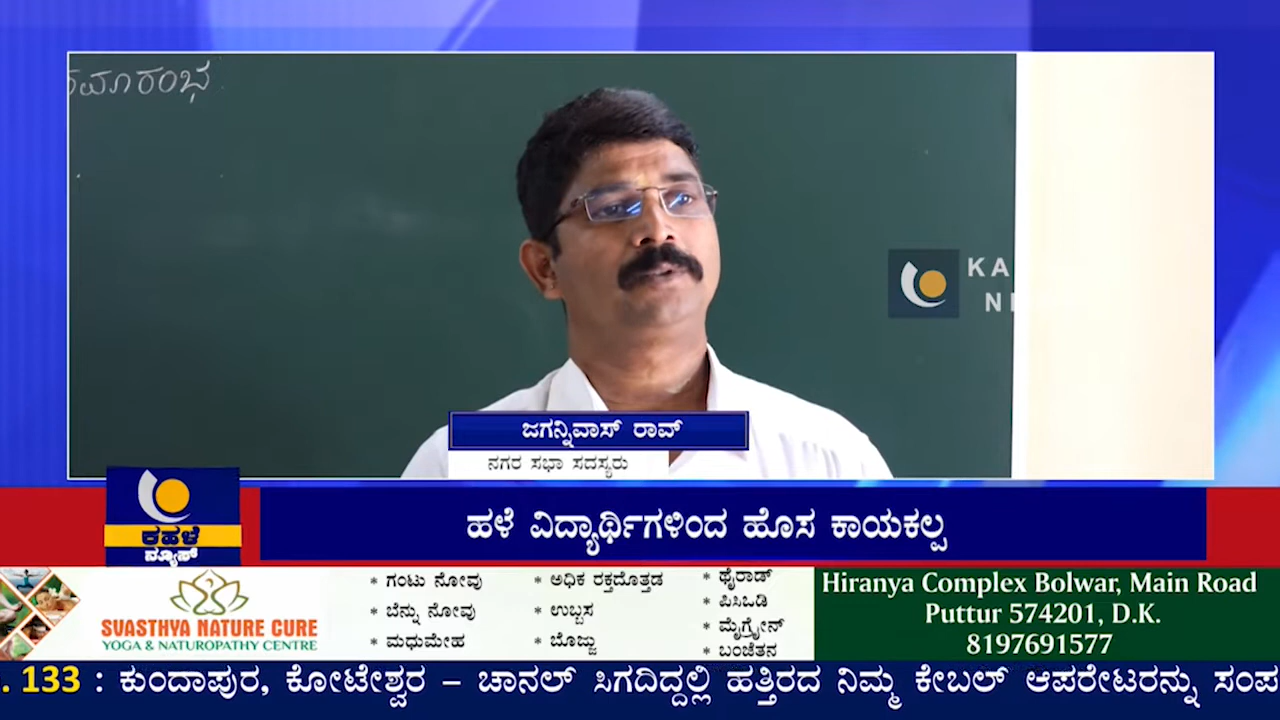 ಸಮಾರಂಭ
KA
N
ಜಗನ್ನಿವಾಸ್ ರಾವ್
ನಗರ ಸಭಾ ಸದಸ್ಯರು
ಕಹಳೆ
ನ್ಯೂಸ್
ಹಳೆ ವಿದ್ಯಾರ್ಥಿಗಳಿಂದ ಹೊಸ ಕಾಯಕಲ್ಪ
SVASTHYA NATURE CURE
YOGA & NATUROPATHY CENTRE
* ಗಂಟು ನೋವು
* ಬೆನ್ನು ನೋವು
* ಮಧುಮೇಹ
* ಅಧಿಕ ರಕ್ತದೊತ್ತಡ
* ಉಬ್ಬಸ
* ಬೊಜ್ಜು
* ಥೈರಾಡ್
* ಪಿಸಿಒಡಿ
* ಮೈಗ್ರೈನ್
* ಬಂಜೆತನ
Hiranya Complex Bolwar, Main Road
Puttur 574201, D.K.
8197691577
. 133 : ಕುಂದಾಪುರ, ಕೋಟೇಶ್ವರ – ಚಾನಲ್ ಸಿಗದಿದ್ದಲ್ಲಿ ಹತ್ತಿರದ ನಿಮ್ಮ ಕೇಬಲ್ ಆಪರೇಟರನ್ನು ಸಂಪ